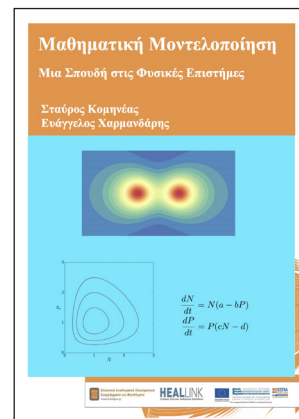 Μαθηματική Μοντελοποίηση
Μια Σπουδή στις Φυσικές Επιστήμες
Σταύρος Κομηνέας
Ευάγγελος Χαρμανδάρης
P
N
dN/dt = N(a − bP)
dP/dt = P(cN − d)
HEALLINK